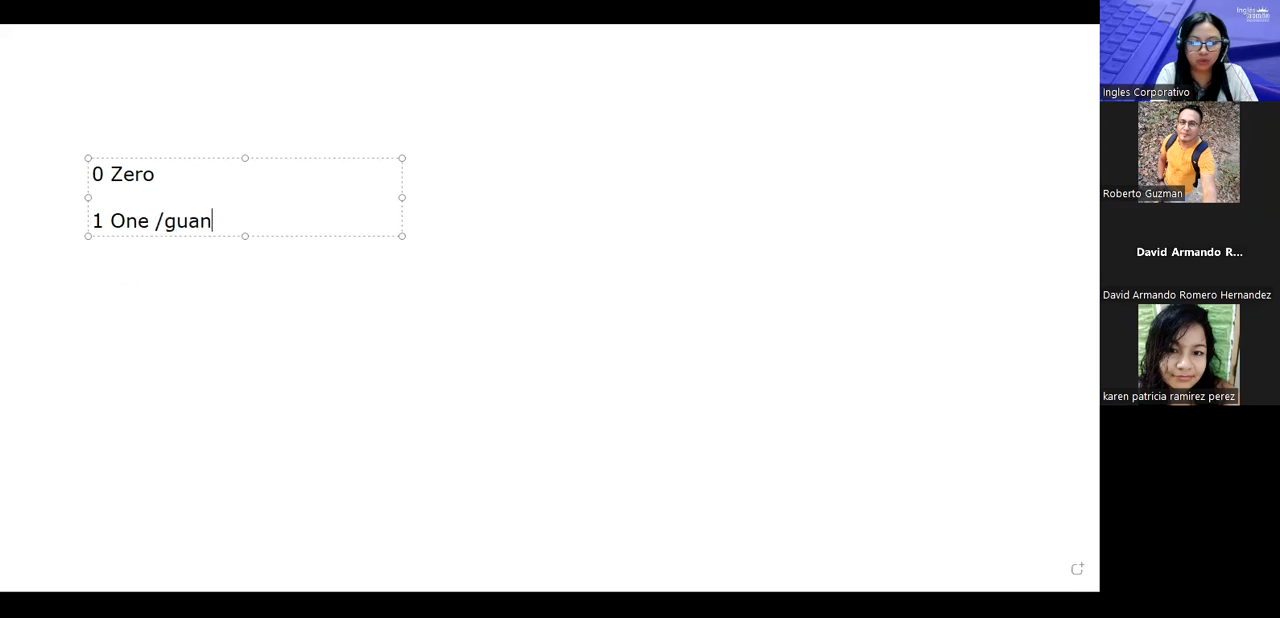 0 Zero
1 One /guan
Ingles
Ingles Corporativo
Roberto Guzman
David Armando R...
David Armando Romero Hernandez
karen patricia ramirez perez